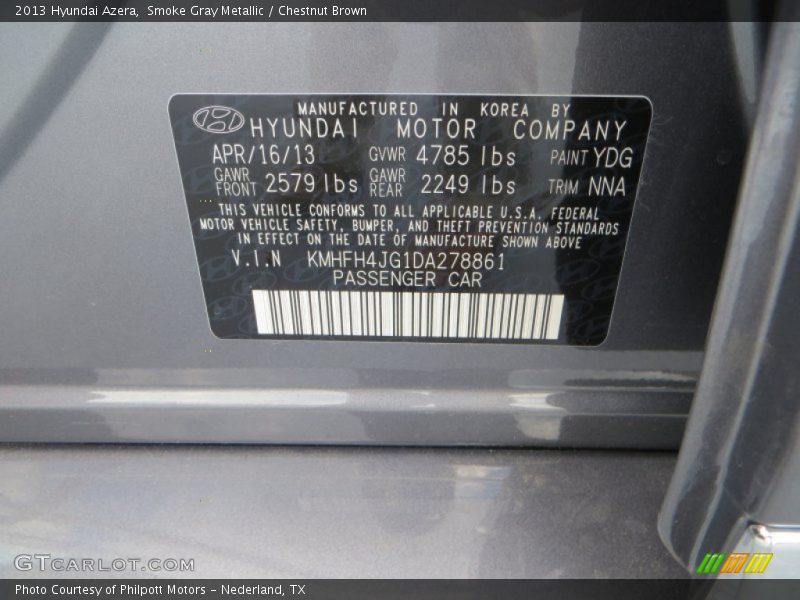 2013 Hyundai Azera, Smoke Gray Metallic / Chestnut Brown
MANUFACTURED IN KOREA BY
HYUNDAI MOTOR COMPANY
APR/16/13 GVWR 4785 lbs PAINT YDG
GAWR FRONT 2579 lbs GAWR REAR 2249 lbs TRIM NNA
THIS VEHICLE CONFORMS TO ALL APPLICABLE U.S.A. FEDERAL
MOTOR VEHICLE SAFETY, BUMPER, AND THEFT PREVENTION STANDARDS
IN EFFECT ON THE DATE OF MANUFACTURE SHOWN ABOVE
V.I.N KMHFH4JG1DA278861
PASSENGER CAR
GTCARLOT.COM
Photo Courtesy of Philpott Motors - Nederland, TX